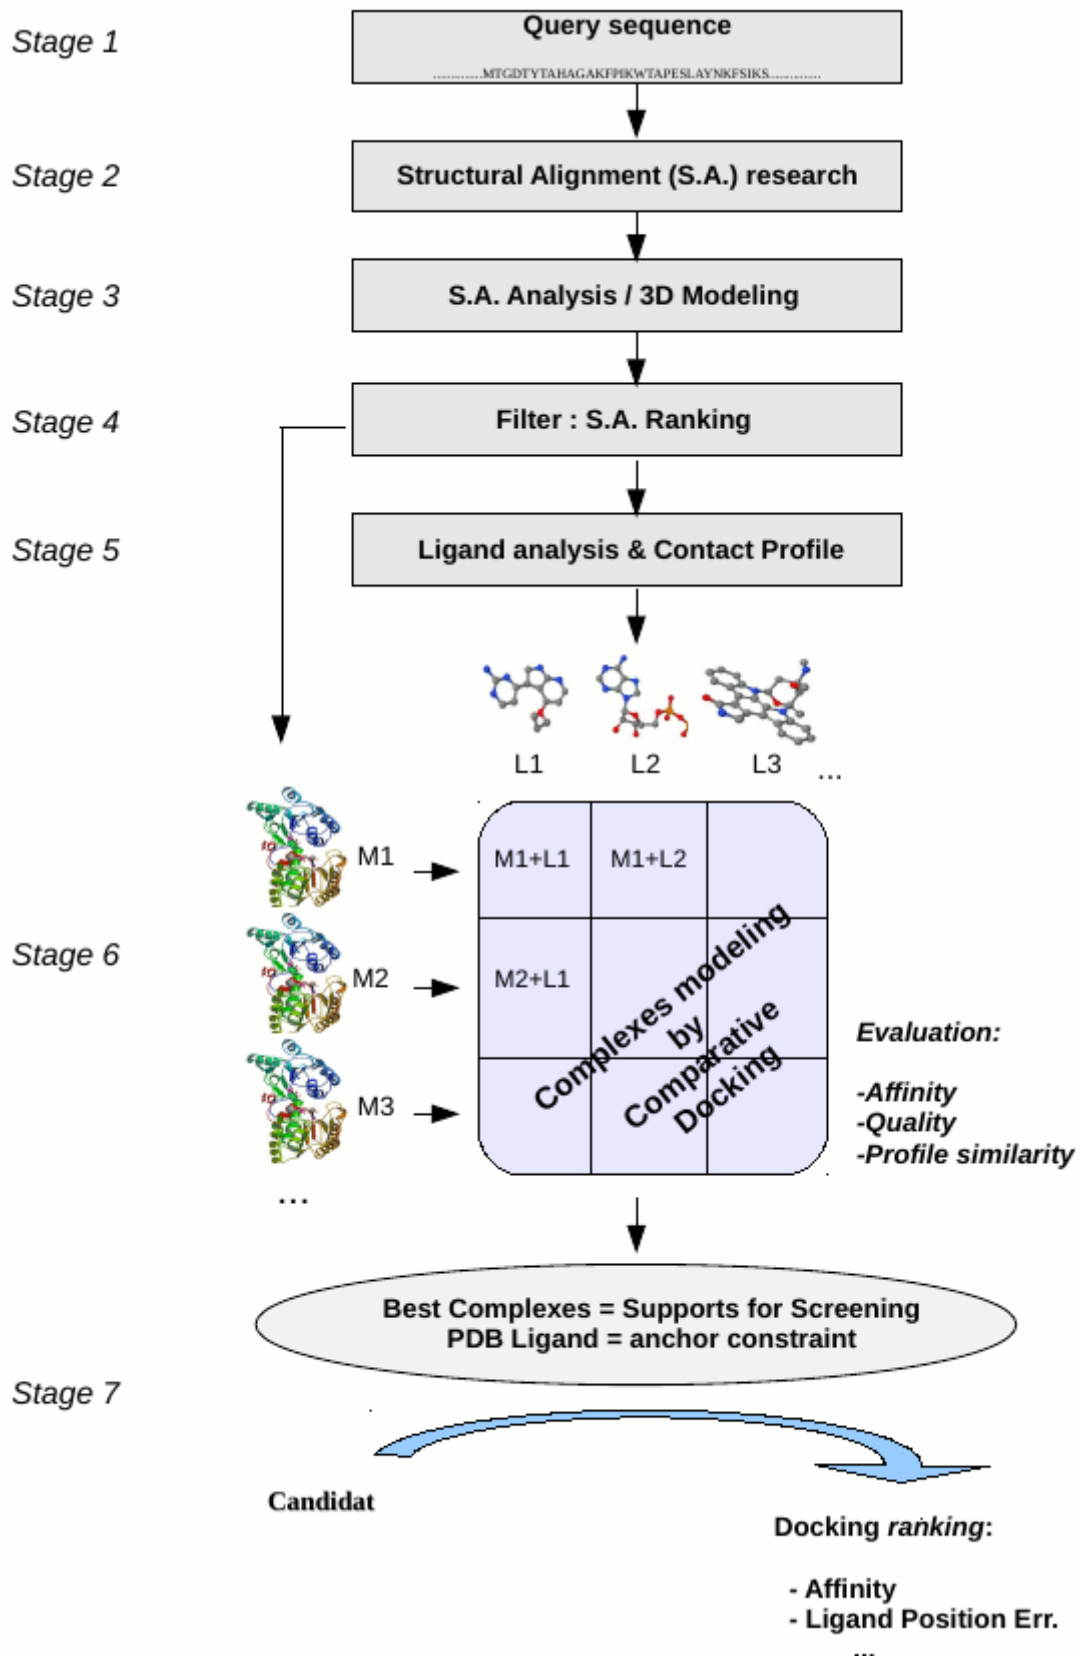 Stage 1
Query sequence
............MTGDTYTAHAGAKFPIKWTAPESLAYNKFSIKS.............
Stage 2
Structural Alignment (S.A.) research
Stage 3
S.A. Analysis / 3D Modeling
Stage 4
Filter : S.A. Ranking
Stage 5
Ligand analysis & Contact Profile
L1 L2 L3 ...
M1 M1+L1 M1+L2
Stage 6
M2 M2+L1
M3
...
Complexes modeling
by
Comparative
Docking
Evaluation:
-Affinity
-Quality
-Profile similarity
Best Complexes = Supports for Screening
PDB Ligand = anchor constraint
Stage 7
Candidat
Docking ranking:
- Affinity
- Ligand Position Err.
...